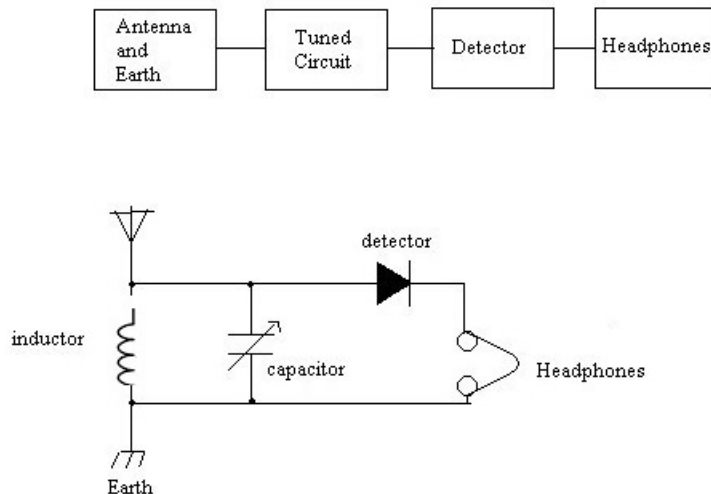 Antenna
and
Earth
Tuned
Circuit
Detector
Headphones
detector
inductor
capacitor
Headphones
Earth